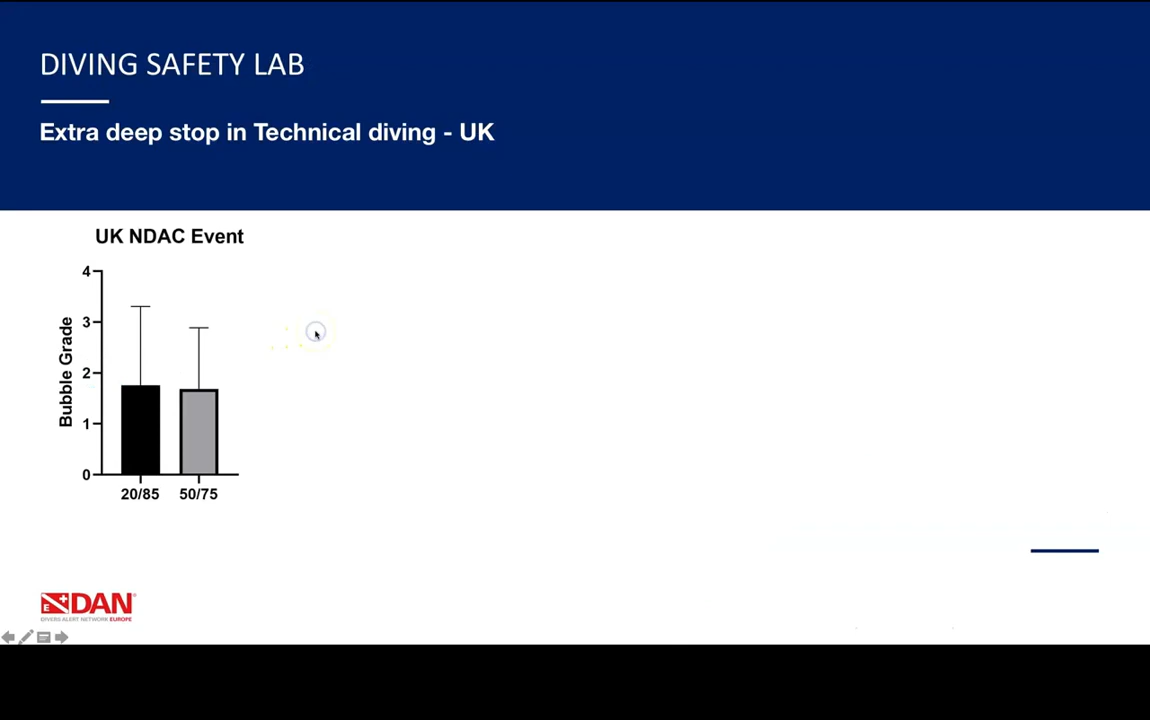 DIVING SAFETY LAB
Extra deep stop in Technical diving - UK
UK NDAC Event
4
3
2
1
0
Bubble Grade
20/85
50/75
E
DAN
DIVERS ALERT NETWORK EUROPE